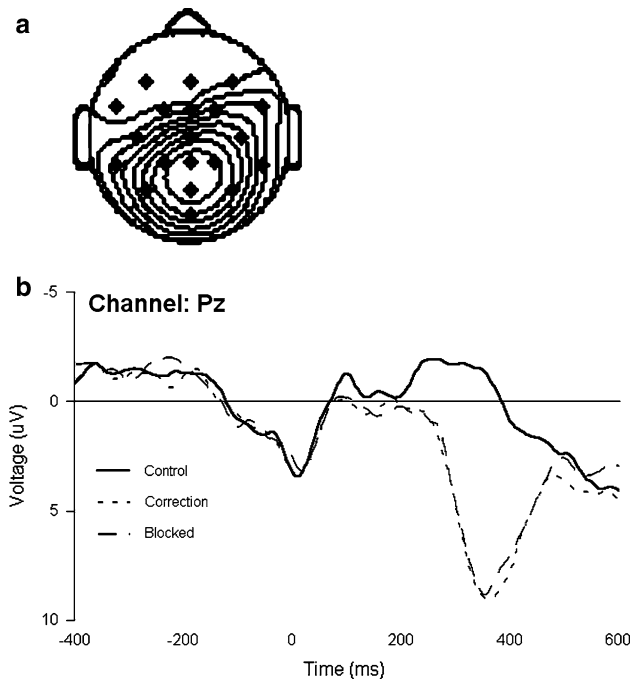 a
b
Channel: Pz
-5
0
5
10
Voltage (uV)
Control
Correction
Blocked
-400 -200 0 200 400 600
Time (ms)